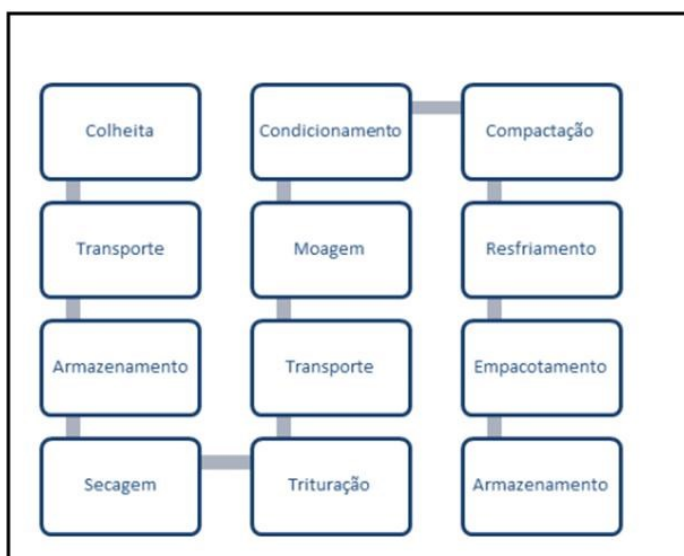 Colheita
Transporte
Armazenamento
Secagem
Trituração
Transporte
Moagem
Condicionamento
Compactação
Resfriamento
Empacotamento
Armazenamento